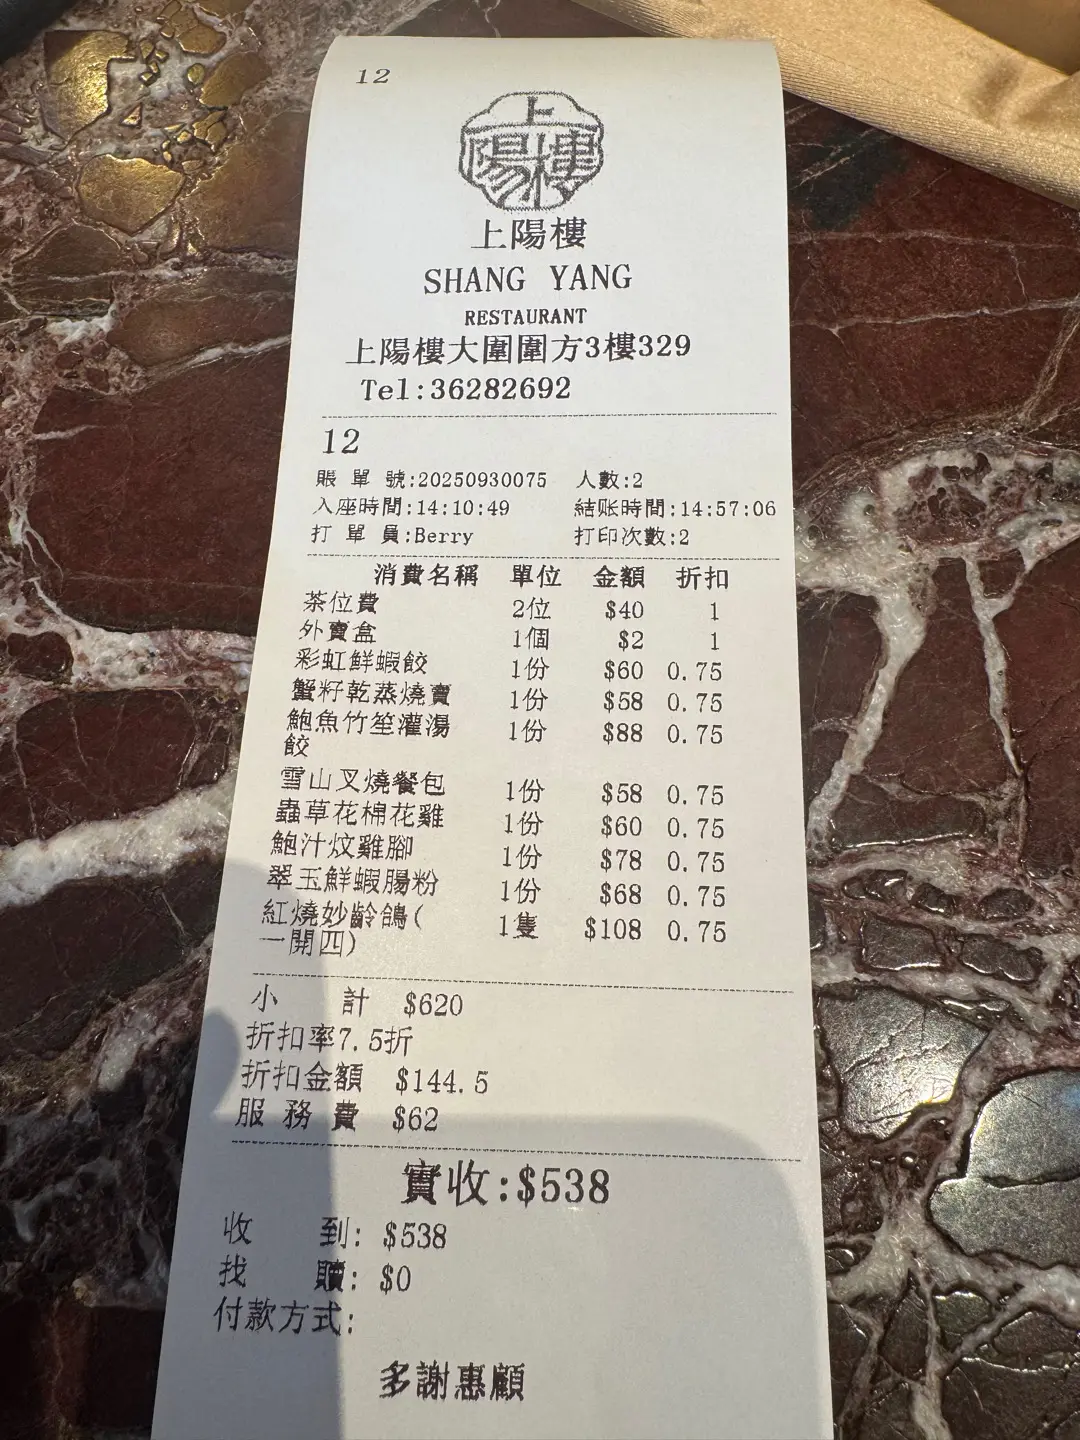 12
上陽樓
上陽樓
SHANG YANG
RESTAURANT
上陽樓大圍圍方3樓329
Tel:36282692
12
賬 單 號:20250930075 人數:2
入座時間:14:10:49 結账時間:14:57:06
打 單 員:Berry 打印次數:2
消費名稱 單位 金額 折扣
茶位費 2位 $40 1
外賣盒 1個 $2 1
彩虹鮮蝦餃 1份 $60 0.75
蟹籽乾蒸燒賣 1份 $58 0.75
鮑魚竹笙灌湯 1份 $88 0.75
餃
雪山叉燒餐包 1份 $58 0.75
蟲草花棉花雞 1份 $60 0.75
鮑汁炆雞腳 1份 $78 0.75
翠玉鮮蝦腸粉 1份 $68 0.75
紅燒妙齡鴿( 1隻 $108 0.75
一開四)
小 計 $620
折扣率7.5折
折扣金額 $144.5
服 務 費 $62
實收:$538
收 到: $538
找 贖: $0
付款方式:
多謝惠顧